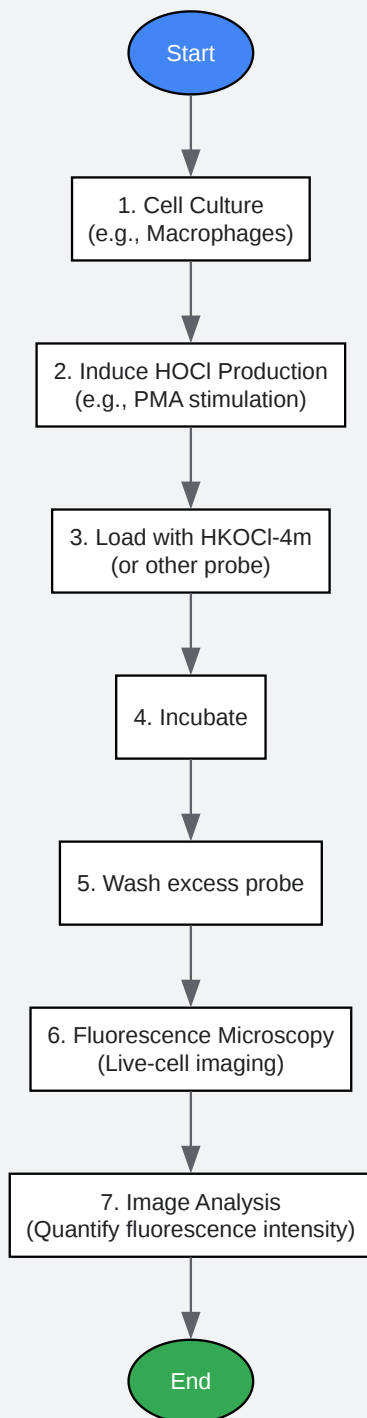 Start
1. Cell Culture
(e.g., Macrophages)
2. Induce HOCl Production
(e.g., PMA stimulation)
3. Load with HKOCl-4m
(or other probe)
4. Incubate
5. Wash excess probe
6. Fluorescence Microscopy
(Live-cell imaging)
7. Image Analysis
(Quantify fluorescence intensity)
End